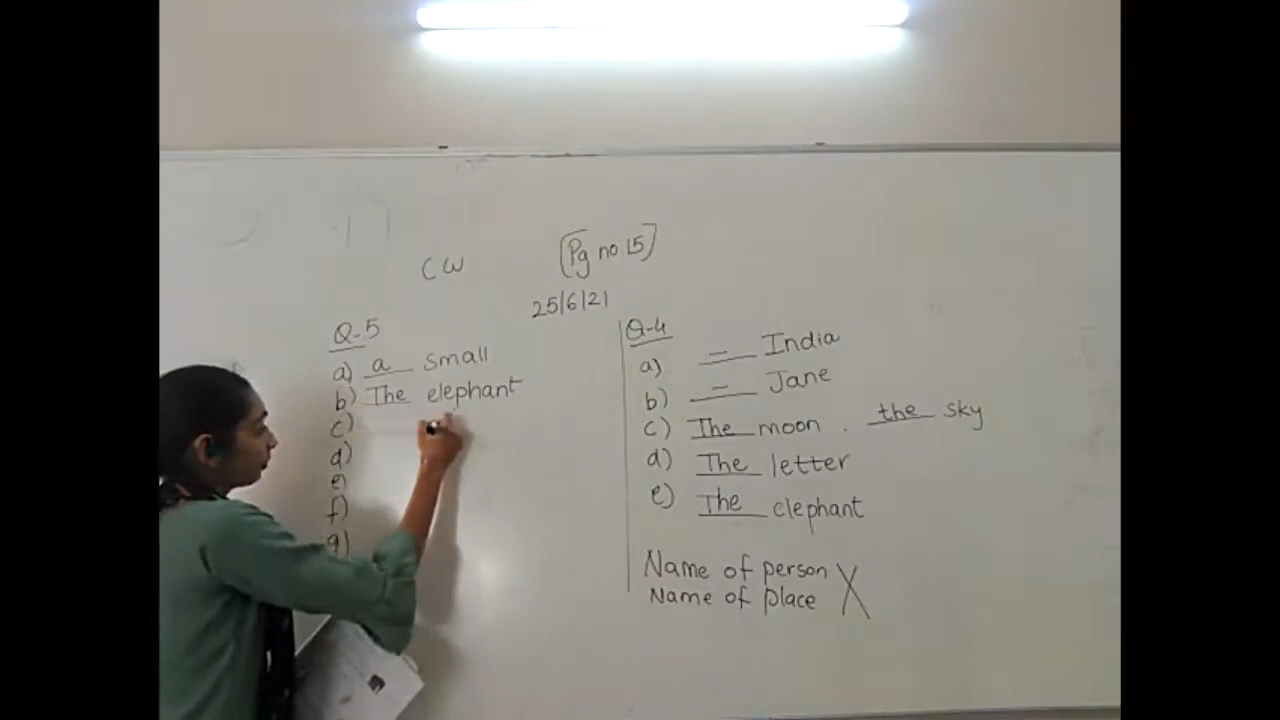 CW [Pg no.15]
25/6/21
Q-5
a) a small
b) The elephant
c)
d)
e)
f)
g)
Q-4
a) _ India
b) _ Jane
c) The moon . the sky
d) The letter
e) The elephant
Name of person X
Name of place